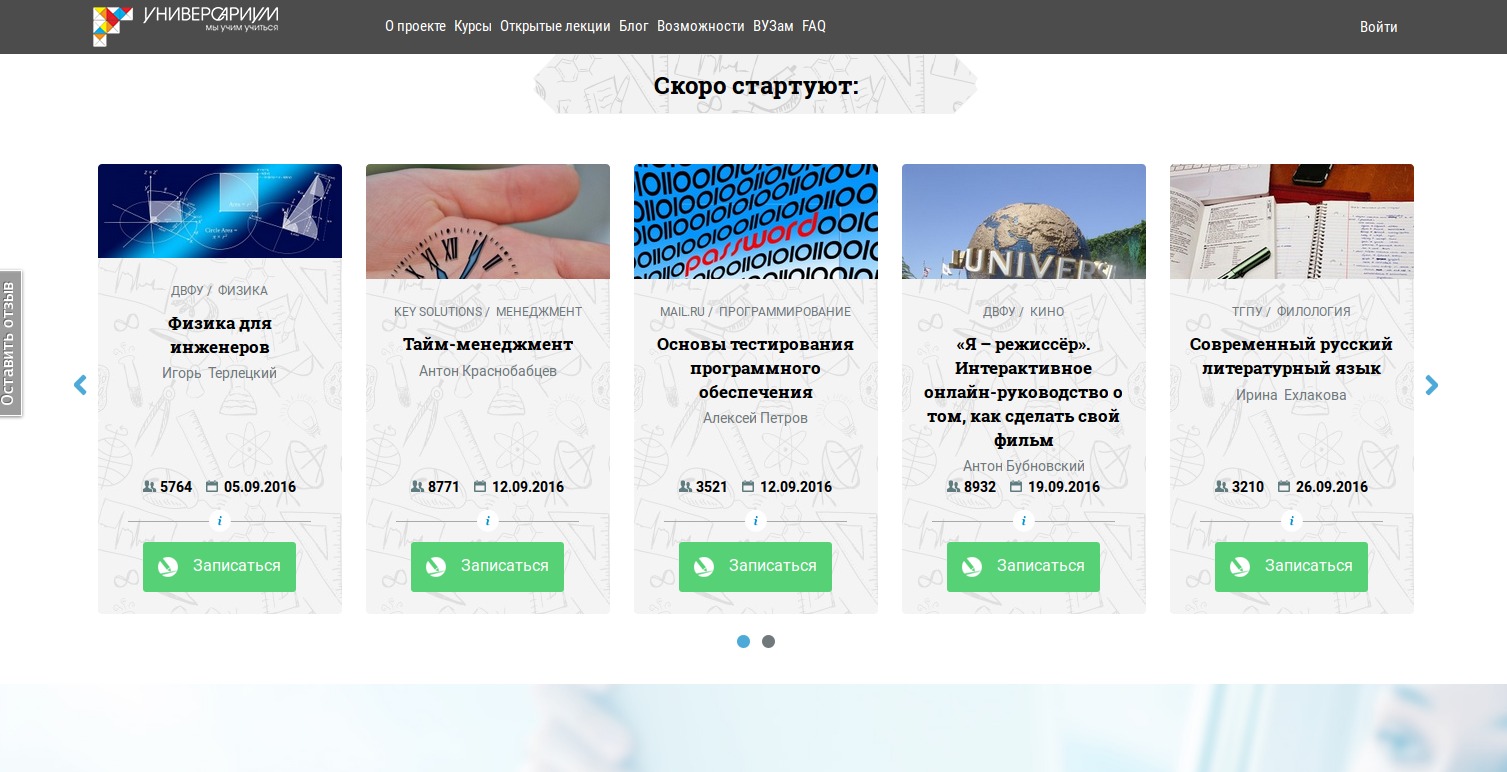 УНИВЕРСАРИУМ
мы учим учиться
О проекте Курсы Открытые лекции Блог Возможности ВУЗам FAQ
Войти
Скоро стартуют:
Оставить отзыв
ДВФУ / ФИЗИКА
Физика для
инженеров
Игорь Терлецкий
5764 05.09.2016
i
Записаться
KEY SOLUTIONS / МЕНЕДЖМЕНТ
Тайм-менеджмент
Антон Краснобабцев
8771 12.09.2016
i
Записаться
password
MAIL.RU / ПРОГРАММИРОВАНИЕ
Основы тестирования
программного
обеспечения
Алексей Петров
3521 12.09.2016
i
Записаться
UNIVERS
ДВФУ / КИНО
«Я – режиссёр».
Интерактивное
онлайн-руководство о
том, как сделать свой
фильм
Антон Бубновский
8932 19.09.2016
i
Записаться
ТГПУ / ФИЛОЛОГИЯ
Современный русский
литературный язык
Ирина Ехлакова
3210 26.09.2016
i
Записаться